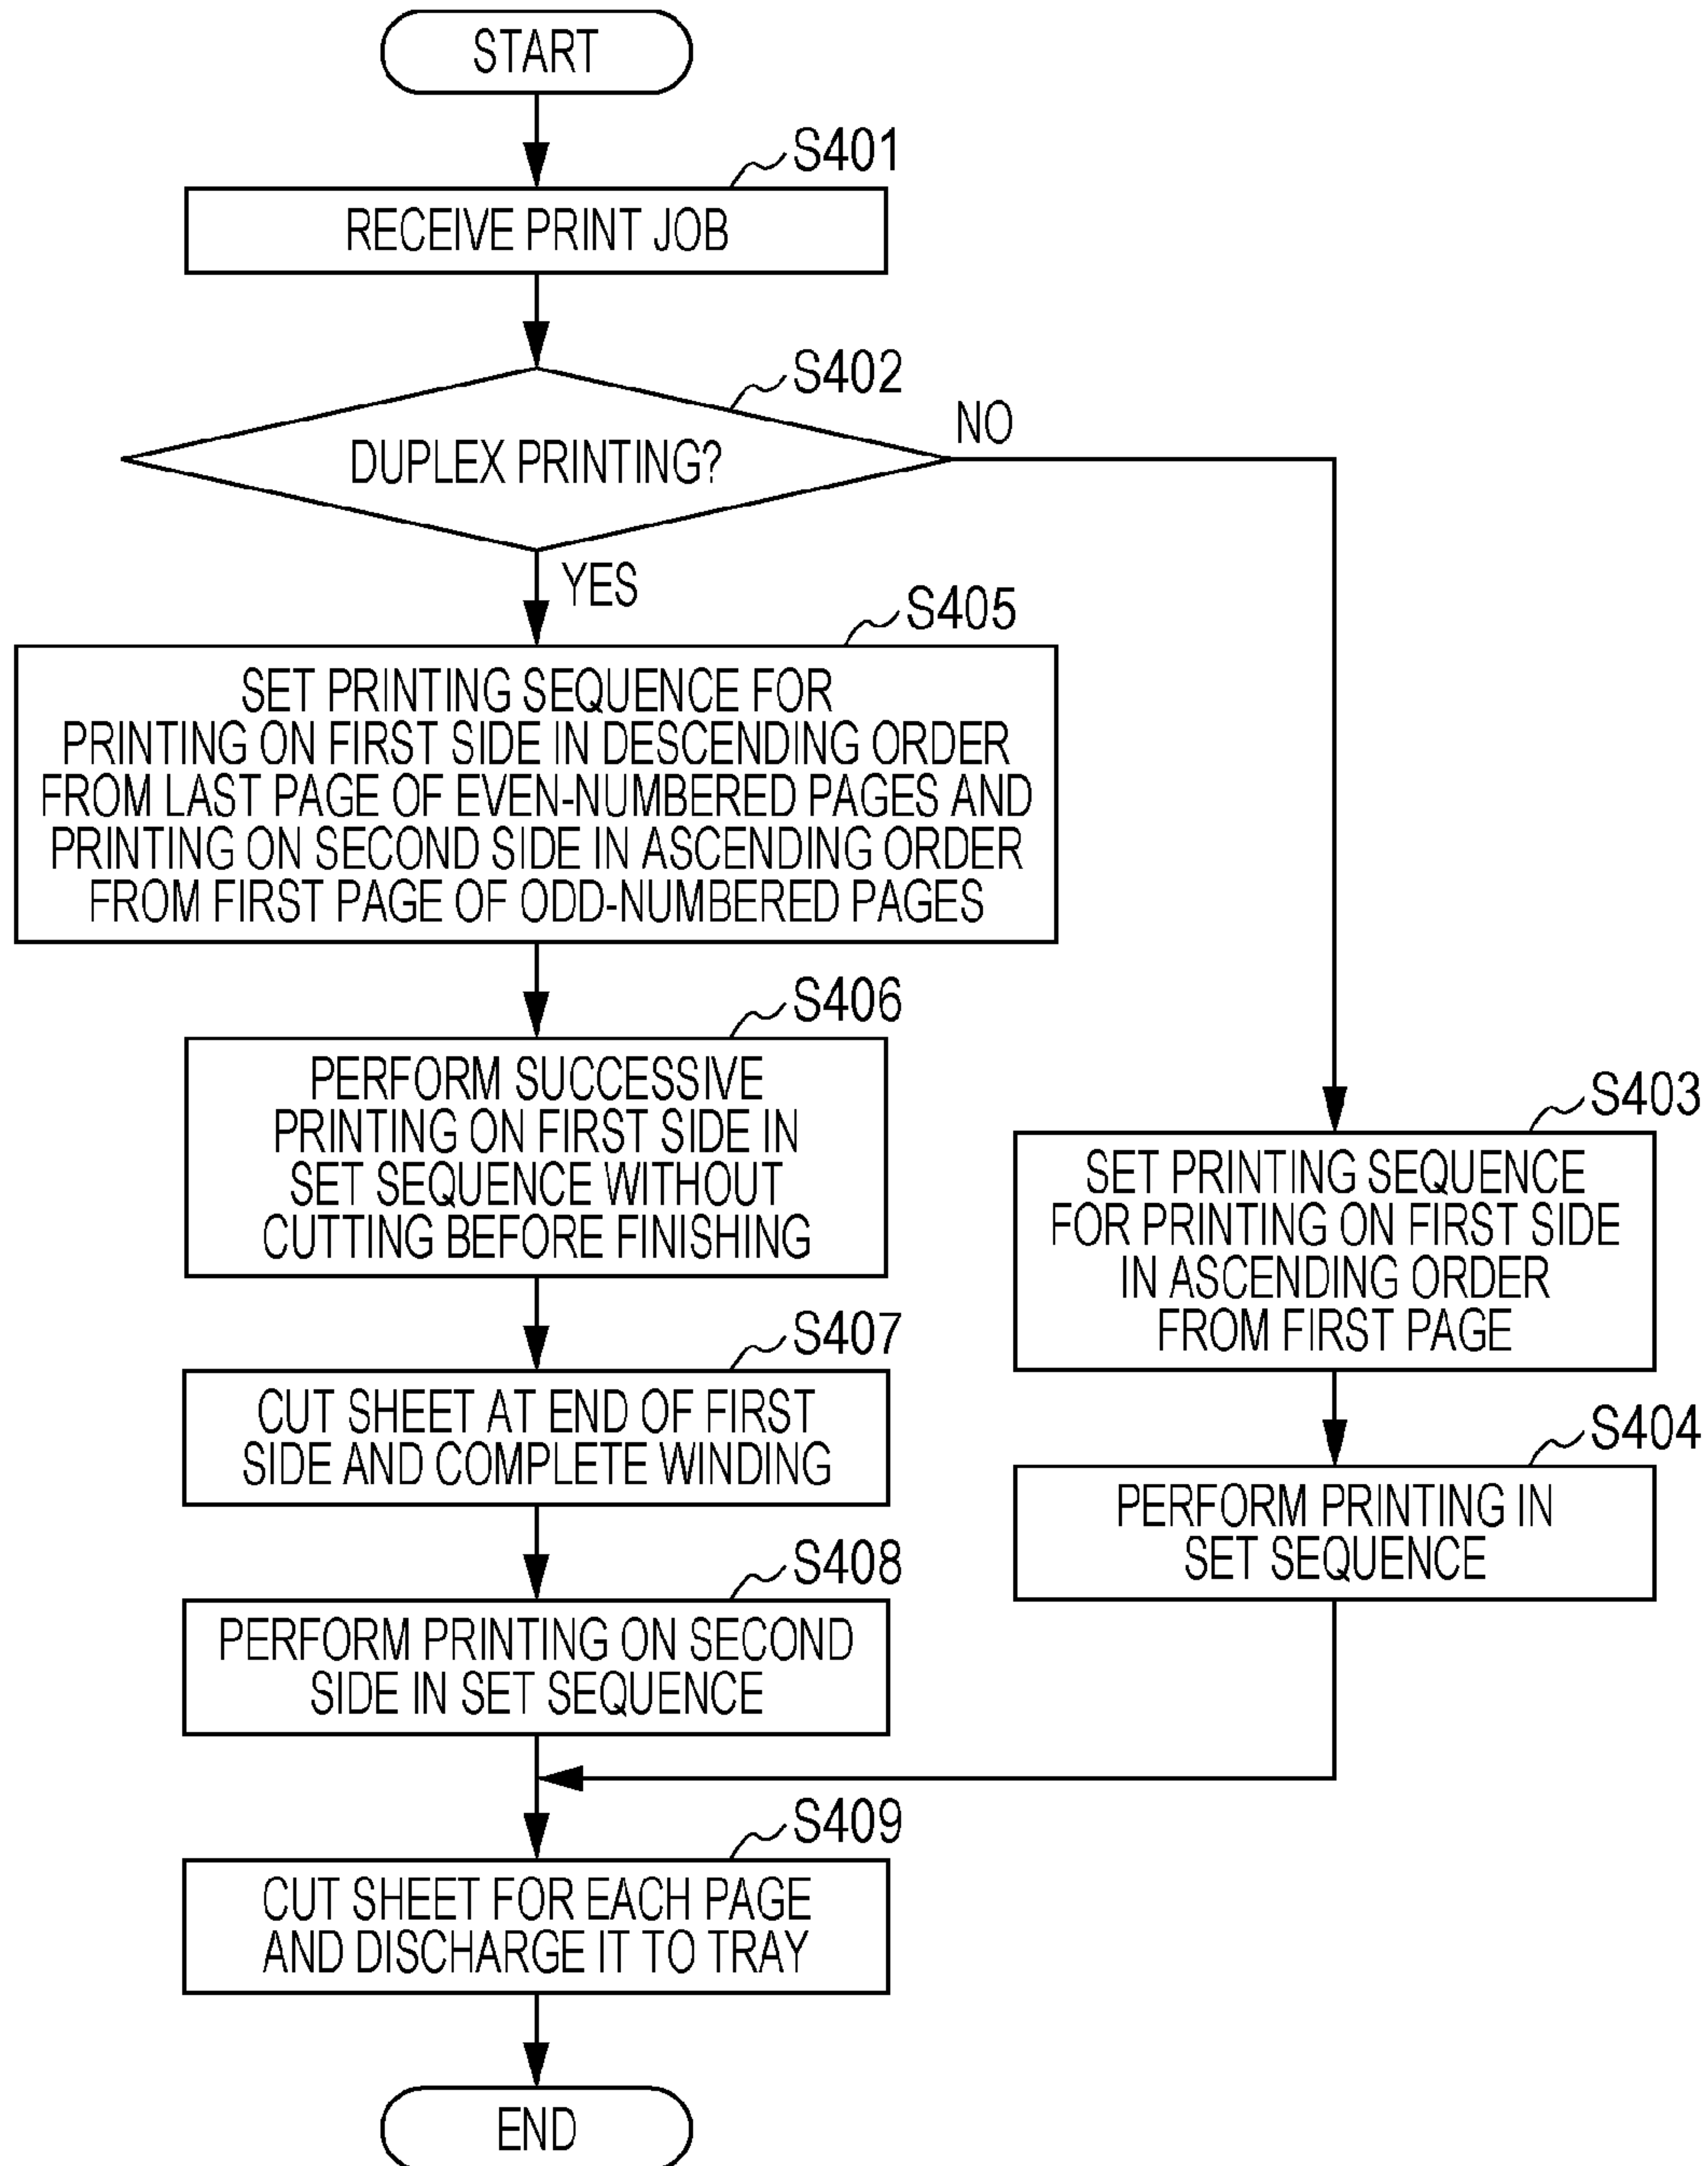 START
S401
RECEIVE PRINT JOB
S402
DUPLEX PRINTING?
NO
YES
S405
SET PRINTING SEQUENCE FOR
PRINTING ON FIRST SIDE IN DESCENDING ORDER
FROM LAST PAGE OF EVEN-NUMBERED PAGES AND
PRINTING ON SECOND SIDE IN ASCENDING ORDER
FROM FIRST PAGE OF ODD-NUMBERED PAGES
S406
PERFORM SUCCESSIVE
PRINTING ON FIRST SIDE IN
SET SEQUENCE WITHOUT
CUTTING BEFORE FINISHING
S403
SET PRINTING SEQUENCE
FOR PRINTING ON FIRST SIDE
IN ASCENDING ORDER
FROM FIRST PAGE
S407
CUT SHEET AT END OF FIRST
SIDE AND COMPLETE WINDING
S404
PERFORM PRINTING IN
SET SEQUENCE
S408
PERFORM PRINTING ON SECOND
SIDE IN SET SEQUENCE
S409
CUT SHEET FOR EACH PAGE
AND DISCHARGE IT TO TRAY
END